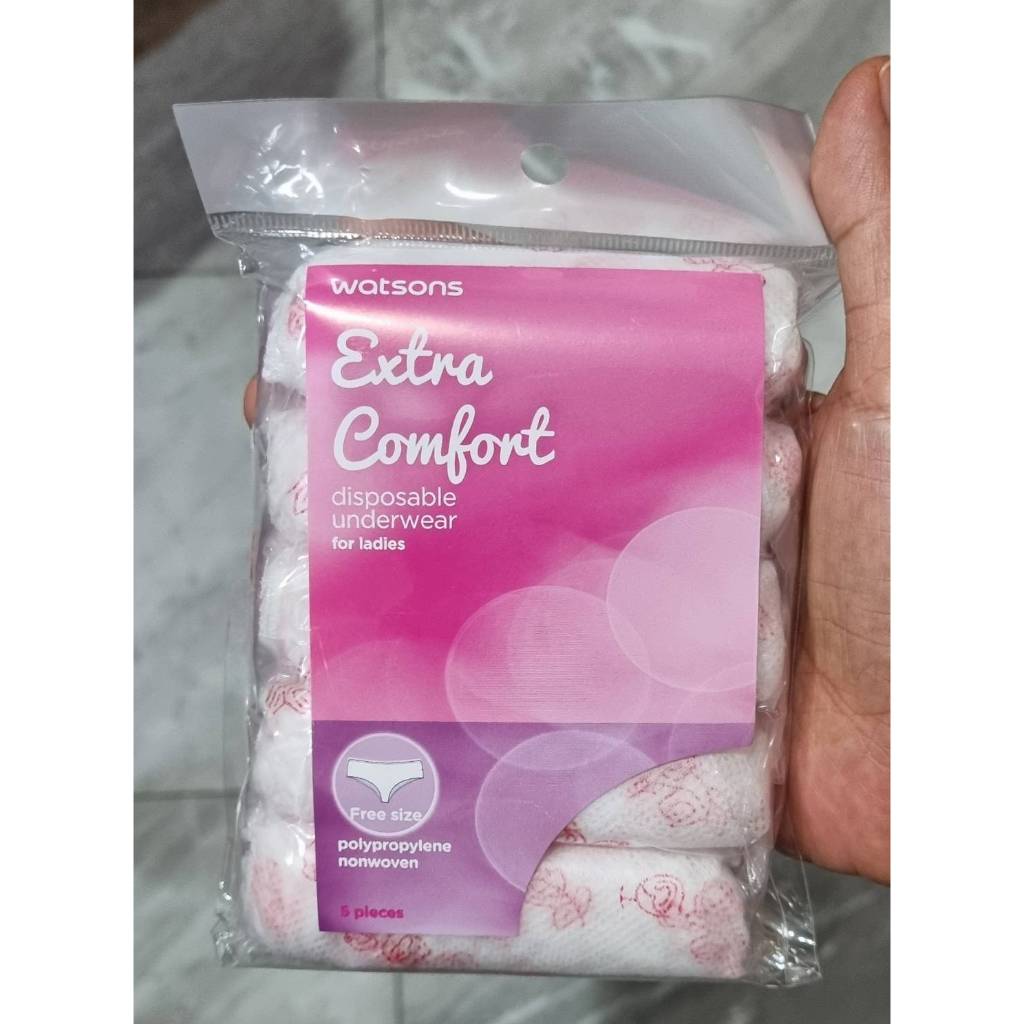 watsons
Extra
Comfort
disposable
underwear
for ladies
Free size
polypropylene
nonwoven
5 pieces